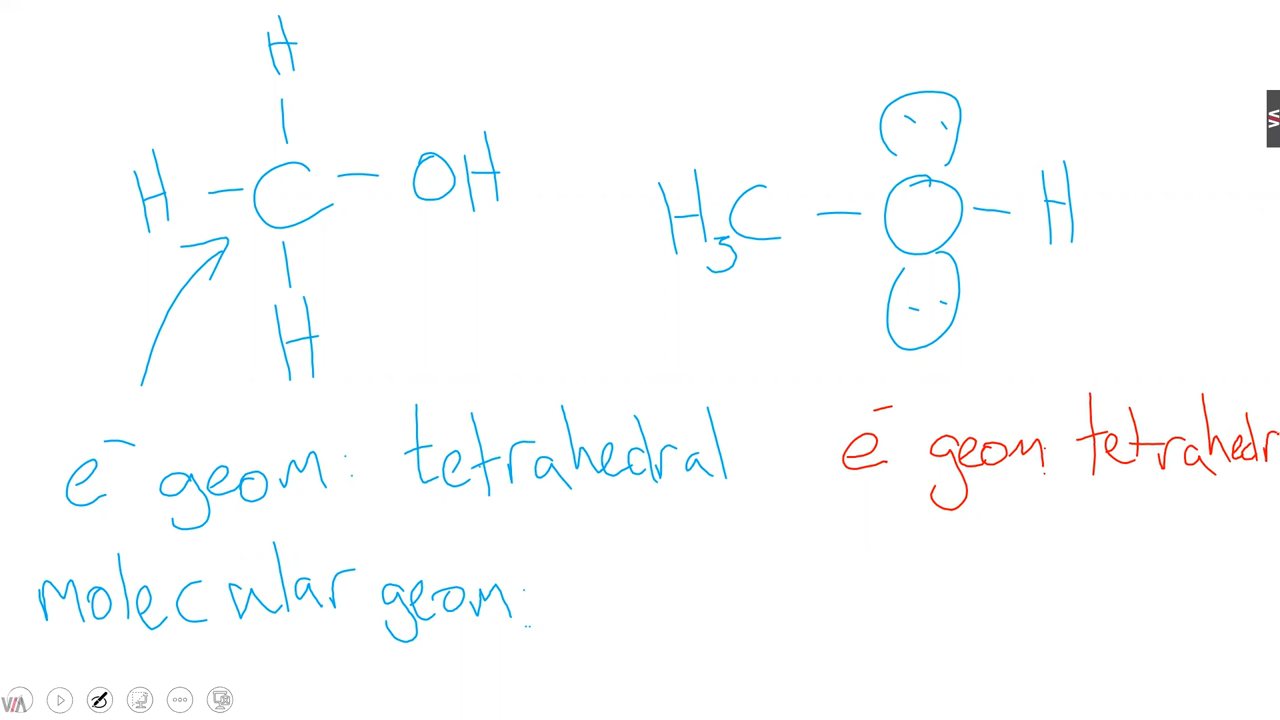 H
H - C - OH
H
H3C - O - H
e⁻ geom: tetrahedral
molecular geom:
e⁻ geom: tetrahedr